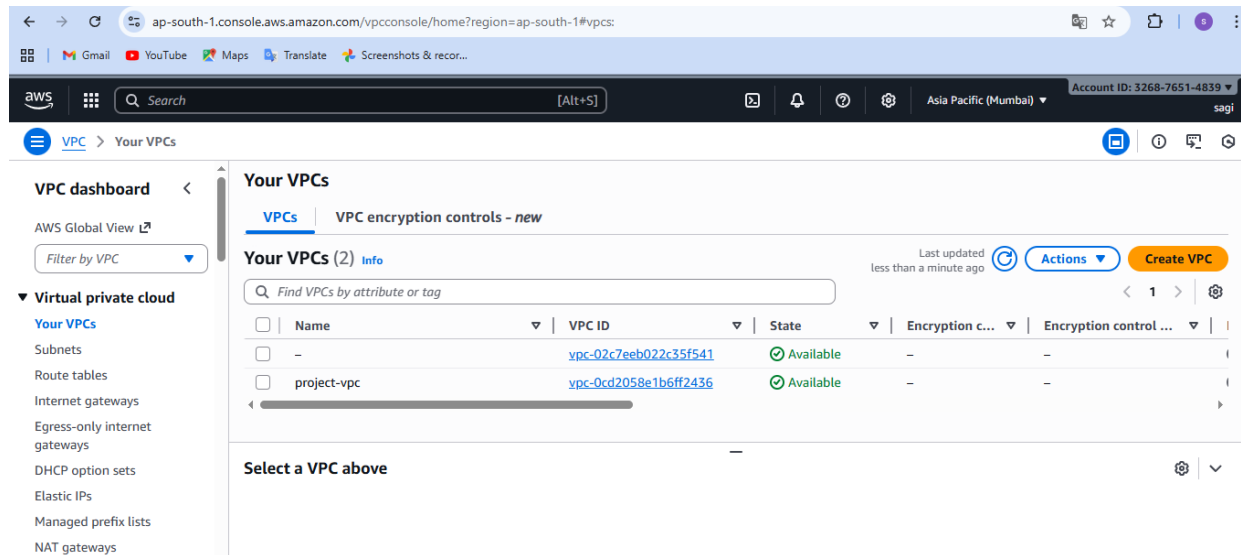 ap-south-1.console.aws.amazon.com/vpcconsole/home?region=ap-south-1#vpcs:
S
Gmail YouTube Maps Translate Screenshots & recor...
aws Search [Alt+S] Asia Pacific (Mumbai) ▼ Account ID: 3268-7651-4839 ▼
sagi
VPC > Your VPCs
VPC dashboard
AWS Global View
Filter by VPC
Virtual private cloud
Your VPCs
Subnets
Route tables
Internet gateways
Egress-only internet
gateways
DHCP option sets
Elastic IPs
Managed prefix lists
NAT gateways
Your VPCs
VPCs VPC encryption controls - new
Your VPCs (2) Info
Last updated
less than a minute ago
Actions ▼ Create VPC
Find VPCs by attribute or tag
1
Name VPC ID State Encryption c... Encryption control ...
– vpc-02c7eeb022c35f541 Available – –
project-vpc vpc-0cd2058e1b6ff2436 Available – –
Select a VPC above